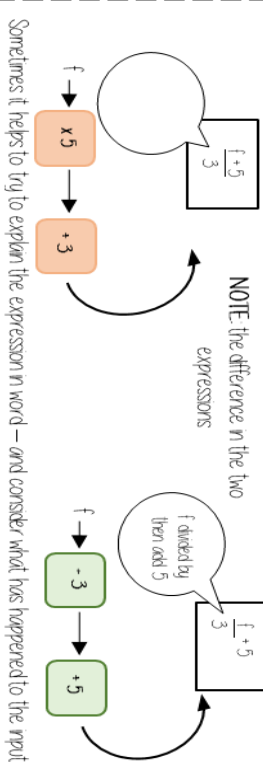 f + 5
3
NOTE: the difference in the two
expressions
f
3
+ 5
f divided by
then add 5
f
x 5
3
f
3
+ 5
Sometimes it helps to try to explain the expression in word – and consider what has happened to the input